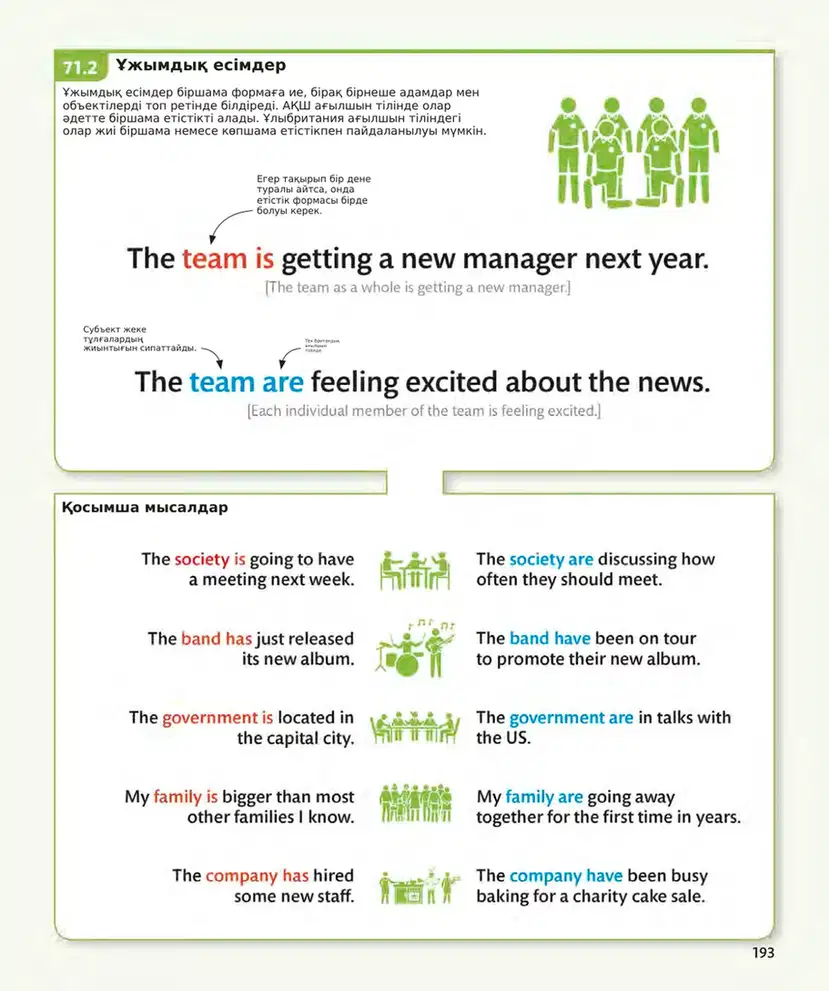 71.2 Ұжымдық есімдер
Ұжымдық есімдер біршама формаға ие, бірақ бірнеше адамдар мен
объектілерді топ ретінде білдіреді. АҚШ ағылшын тілінде олар
әдетте біршама етістікті алады. Ұлыбритания ағылшын тіліндегі
олар жиі біршама немесе көпшама етістікпен пайдаланылуы мүмкін.
Егер тақырып бір дене
туралы айтса, онда
етістік формасы бірде
болуы керек.
The team is getting a new manager next year.
[The team as a whole is getting a new manager.]
Субъект жеке
тұлғалардың
жиынтығын сипаттайды.
Тек британдық
ағылшын
тілінде.
The team are feeling excited about the news.
[Each individual member of the team is feeling excited.]
Қосымша мысалдар
The society is going to have
a meeting next week.
The society are discussing how
often they should meet.
The band has just released
its new album.
The band have been on tour
to promote their new album.
The government is located in
the capital city.
The government are in talks with
the US.
My family is bigger than most
other families I know.
My family are going away
together for the first time in years.
The company has hired
some new staff.
The company have been busy
baking for a charity cake sale.
193